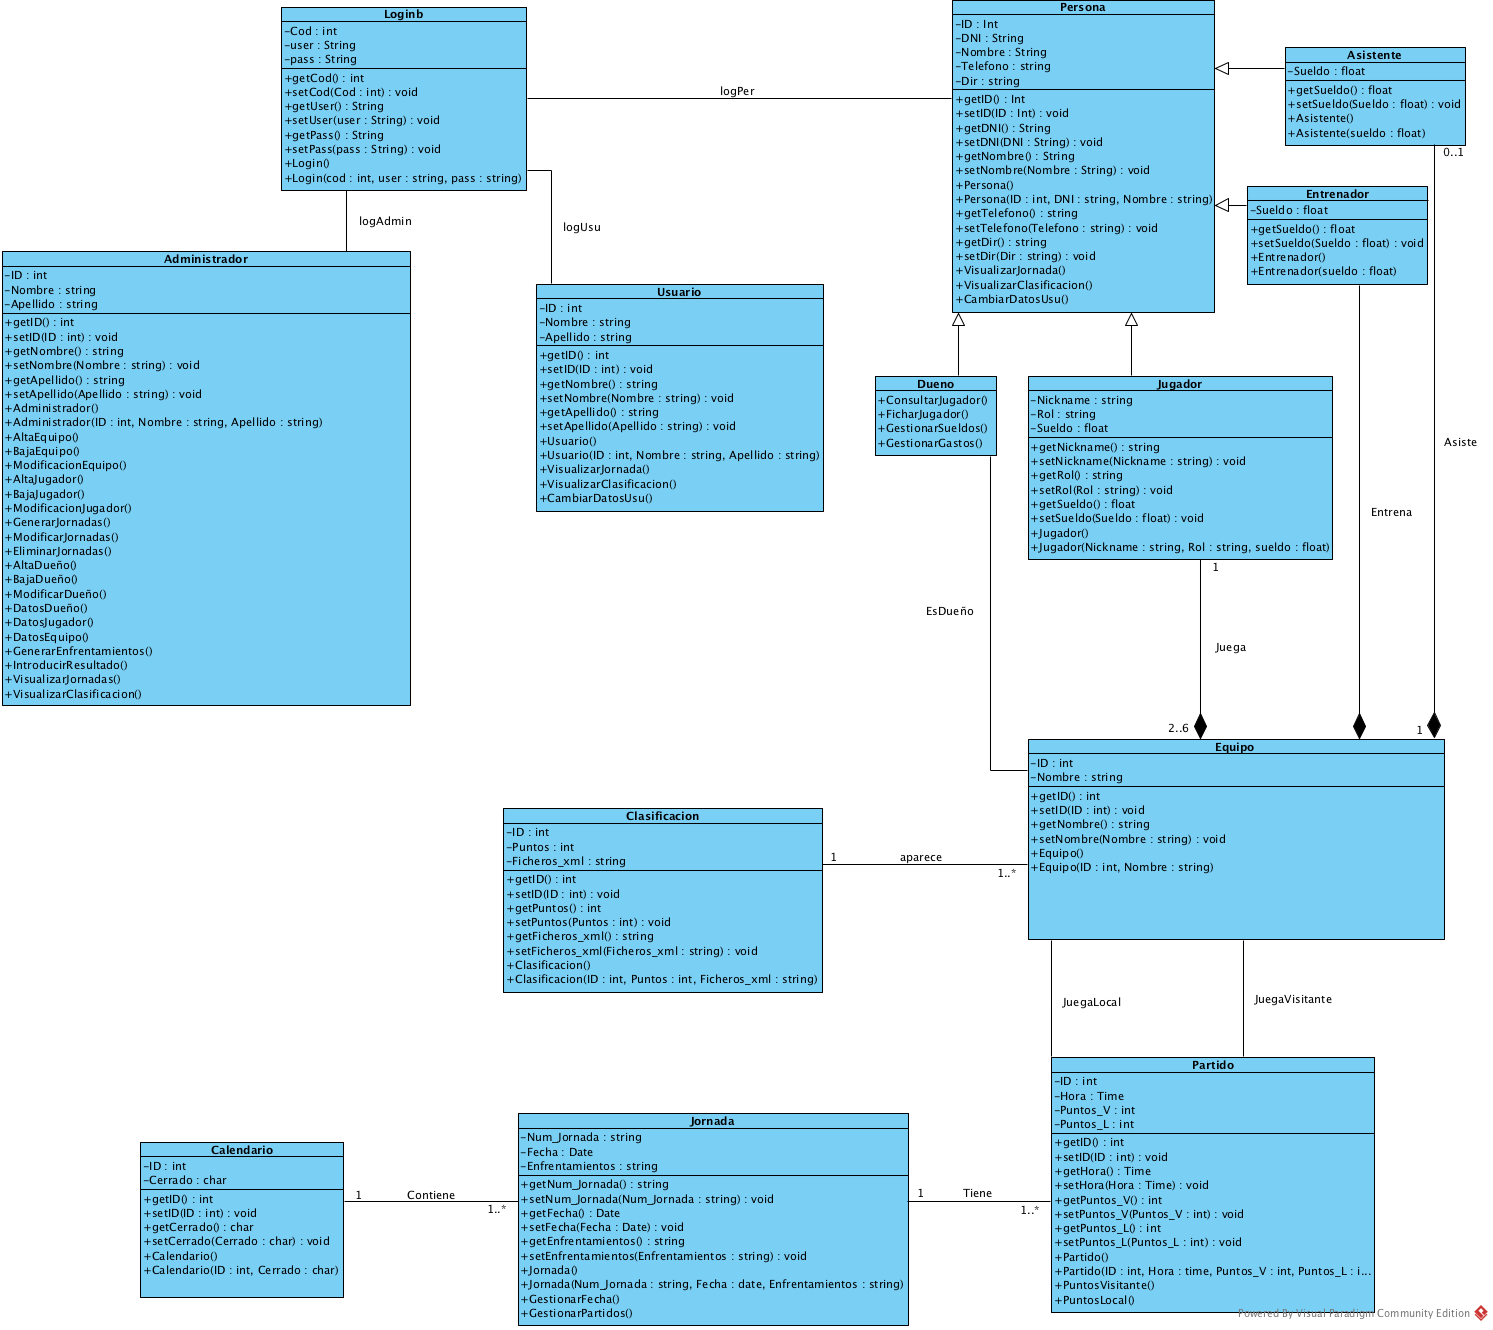 Loginb
-Cod : int
-user : String
-pass : String
+getCod() : int
+setCod(Cod : int) : void
+getUser() : String
+setUser(user : String) : void
+getPass() : String
+setPass(pass : String) : void
+Login()
+Login(cod : int, user : string, pass : string)
logPer
logAdmin
logUsu
Persona
-ID : Int
-DNI : String
-Nombre : String
-Telefono : string
-Dir : string
+getID() : Int
+setID(ID : Int) : void
+getDNI() : String
+setDNI(DNI : String) : void
+getNombre() : String
+setNombre(Nombre : String) : void
+Persona()
+Persona(ID : int, DNI : string, Nombre : string)
+getTelefono() : string
+setTelefono(Telefono : string) : void
+getDir() : string
+setDir(Dir : string) : void
+VisualizarJornada()
+VisualizarClasificacion()
+CambiarDatosUsu()
Asistente
-Sueldo : float
+getSueldo() : float
+setSueldo(Sueldo : float) : void
+Asistente()
+Asistente(sueldo : float)
0..1
Entrenador
-Sueldo : float
+getSueldo() : float
+setSueldo(Sueldo : float) : void
+Entrenador()
+Entrenador(sueldo : float)
Administrador
-ID : int
-Nombre : string
-Apellido : string
+getID() : int
+setID(ID : int) : void
+getNombre() : string
+setNombre(Nombre : string) : void
+getApellido() : string
+setApellido(Apellido : string) : void
+Administrador()
+Administrador(ID : int, Nombre : string, Apellido : string)
+AltaEquipo()
+BajaEquipo()
+ModificacionEquipo()
+AltaJugador()
+BajaJugador()
+ModificacionJugador()
+GenerarJornadas()
+ModificarJornadas()
+EliminarJornadas()
+AltaDueño()
+BajaDueño()
+ModificarDueño()
+DatosDueño()
+DatosJugador()
+DatosEquipo()
+GenerarEnfrentamientos()
+IntroducirResultado()
+VisualizarJornadas()
+VisualizarClasificacion()
Usuario
-ID : int
-Nombre : string
-Apellido : string
+getID() : int
+setID(ID : int) : void
+getNombre() : string
+setNombre(Nombre : string) : void
+getApellido() : string
+setApellido(Apellido : string) : void
+Usuario()
+Usuario(ID : int, Nombre : string, Apellido : string)
+VisualizarJornada()
+VisualizarClasificacion()
+CambiarDatosUsu()
Dueno
+ConsultarJugador()
+FicharJugador()
+GestionarSueldos()
+GestionarGastos()
Jugador
-Nickname : string
-Rol : string
-Sueldo : float
+getNickname() : string
+setNickname(Nickname : string) : void
+getRol() : string
+setRol(Rol : string) : void
+getSueldo() : float
+setSueldo(Sueldo : float) : void
+Jugador()
+Jugador(Nickname : string, Rol : string, sueldo : float)
1
Asiste
Entrena
EsDueño
Juega
2..6
1
Equipo
-ID : int
-Nombre : string
+getID() : int
+setID(ID : int) : void
+getNombre() : string
+setNombre(Nombre : string) : void
+Equipo()
+Equipo(ID : int, Nombre : string)
Clasificacion
-ID : int
-Puntos : int
-Ficheros_xml : string
+getID() : int
+setID(ID : int) : void
+getPuntos() : int
+setPuntos(Puntos : int) : void
+getFicheros_xml() : string
+setFicheros_xml(Ficheros_xml : string) : void
+Clasificacion()
+Clasificacion(ID : int, Puntos : int, Ficheros_xml : string)
1
aparece
1..*
JuegaLocal
JuegaVisitante
Partido
-ID : int
-Hora : Time
-Puntos_V : int
-Puntos_L : int
+getID() : int
+setID(ID : int) : void
+getHora() : Time
+setHora(Hora : Time) : void
+getPuntos_V() : int
+setPuntos_V(Puntos_V : int) : void
+getPuntos_L() : int
+setPuntos_L(Puntos_L : int) : void
+Partido()
+Partido(ID : int, Hora : time, Puntos_V : int, Puntos_L : i...
+PuntosVisitante()
+PuntosLocal()
Jornada
-Num_Jornada : string
-Fecha : Date
-Enfrentamientos : string
+getNum_Jornada() : string
+setNum_Jornada(Num_Jornada : string) : void
+getFecha() : Date
+setFecha(Fecha : Date) : void
+getEnfrentamientos() : string
+setEnfrentamientos(Enfrentamientos : string) : void
+Jornada()
+Jornada(Num_Jornada : string, Fecha : date, Enfrentamientos : string)
+GestionarFecha()
+GestionarPartidos()
1
Tiene
1..*
Calendario
-ID : int
-Cerrado : char
+getID() : int
+setID(ID : int) : void
+getCerrado() : char
+setCerrado(Cerrado : char) : void
+Calendario()
+Calendario(ID : int, Cerrado : char)
1
Contiene
1..*
Powered By Visual Paradigm Community Edition